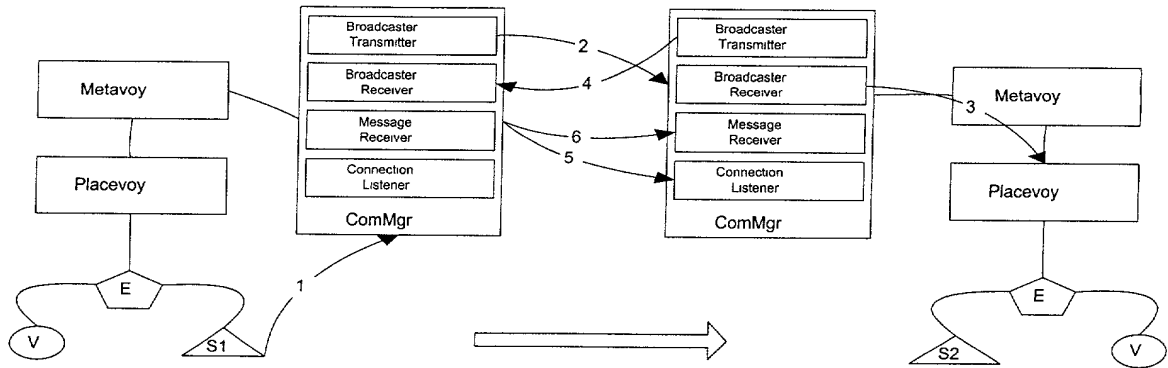 Metavoy
Placevoy
E
V
S1
1
Broadcaster
Transmitter
Broadcaster
Receiver
Message
Receiver
Connection
Listener
ComMgr
2
4
6
5
Broadcaster
Transmitter
Broadcaster
Receiver
Message
Receiver
Connection
Listener
ComMgr
3
Metavoy
Placevoy
E
S2
V